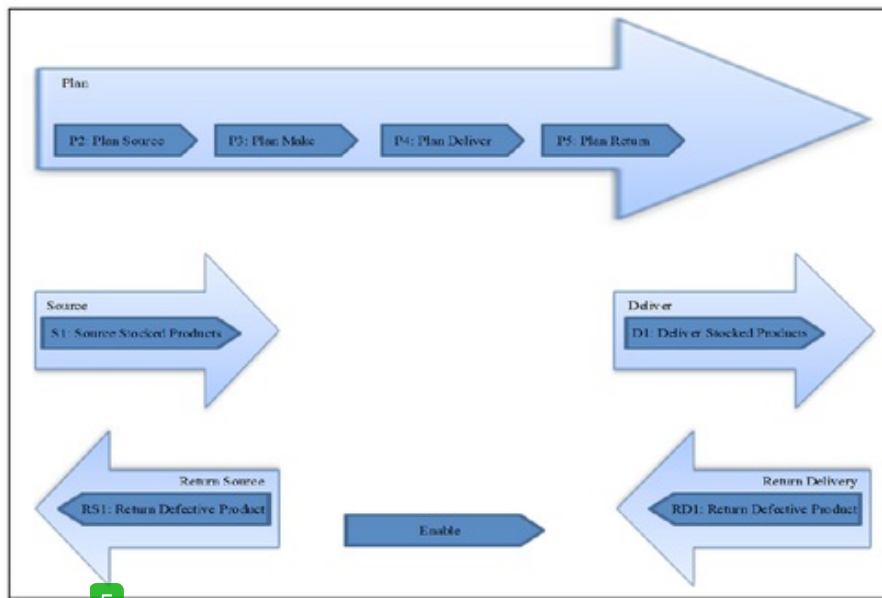 Plan
P2: Plan Source
P3: Plan Make
P4: Plan Deliver
P5: Plan Return
Source
S1: Source Stocked Products
Deliver
D1: Deliver Stocked Products
Return Source
RS1: Return Defective Product
Return Delivery
RD1: Return Defective Product
Enable